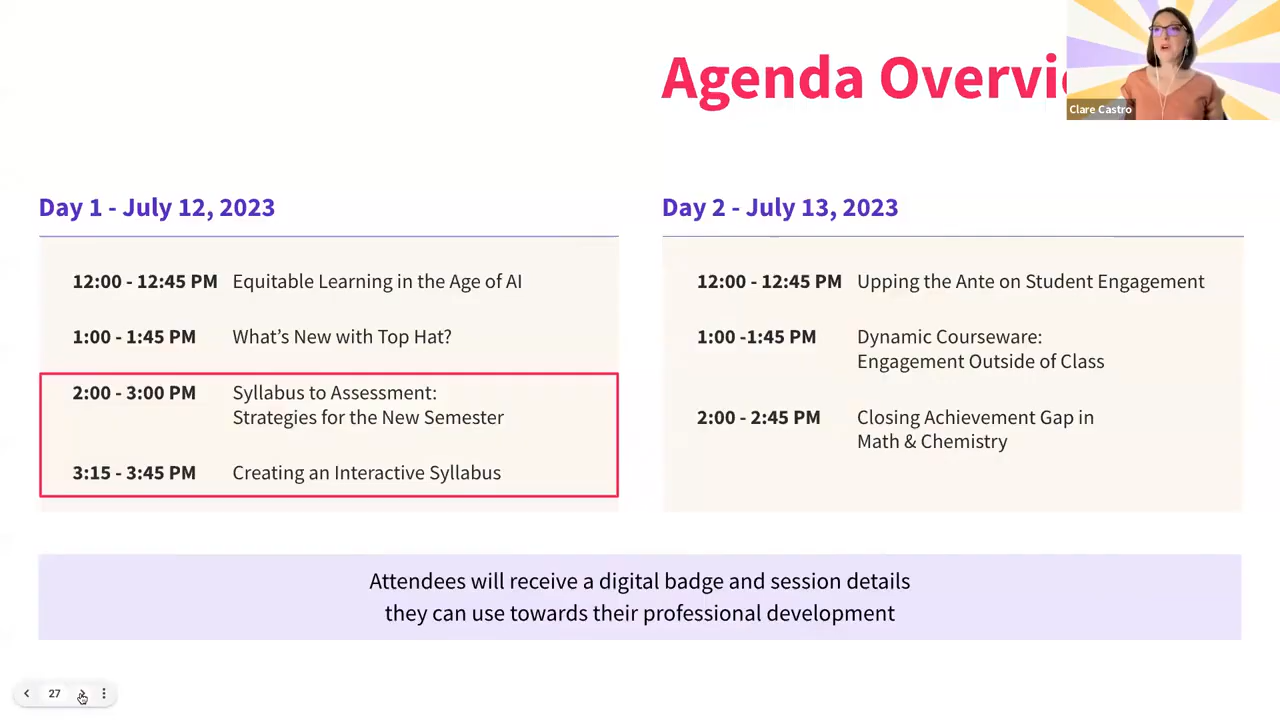 Agenda Overvi
Clare Castro
Day 1 - July 12, 2023
12:00 - 12:45 PM Equitable Learning in the Age of AI
1:00 - 1:45 PM What's New with Top Hat?
2:00 - 3:00 PM Syllabus to Assessment:
Strategies for the New Semester
3:15 - 3:45 PM Creating an Interactive Syllabus
Day 2 - July 13, 2023
12:00 - 12:45 PM Upping the Ante on Student Engagement
1:00 -1:45 PM Dynamic Courseware:
Engagement Outside of Class
2:00 - 2:45 PM Closing Achievement Gap in
Math & Chemistry
Attendees will receive a digital badge and session details
they can use towards their professional development
27